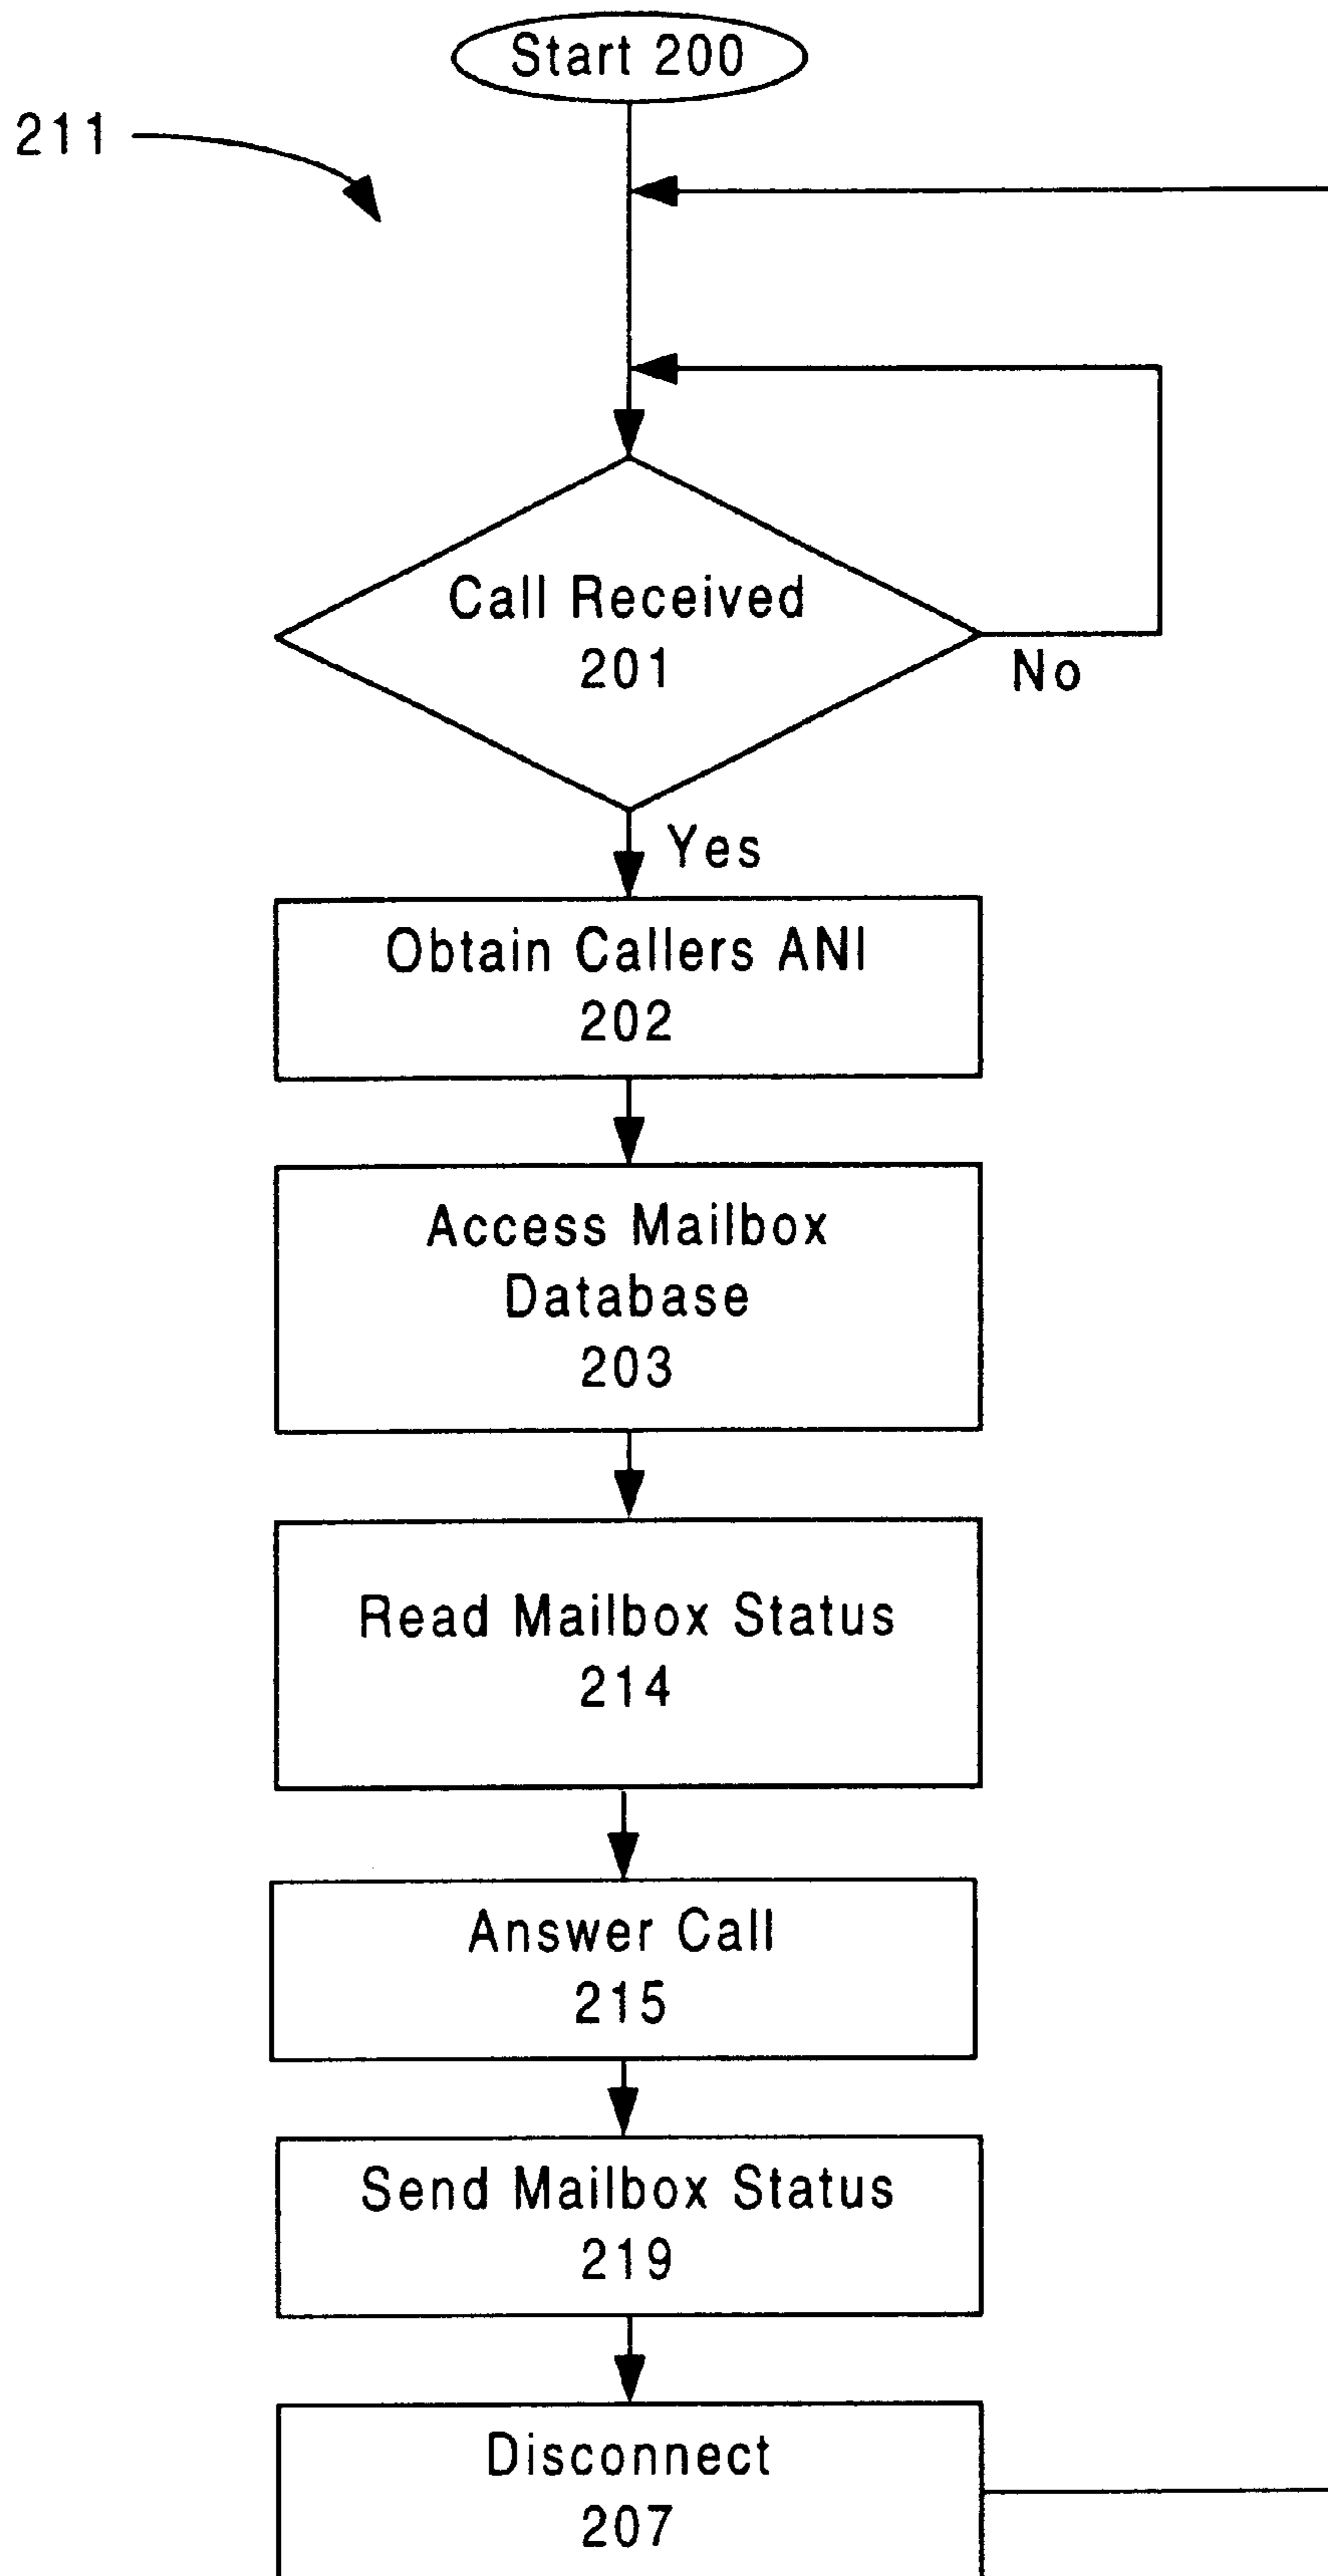 Start 200
211
Call Received
201
No
Yes
Obtain Callers ANI
202
Access Mailbox
Database
203
Read Mailbox Status
214
Answer Call
215
Send Mailbox Status
219
Disconnect
207